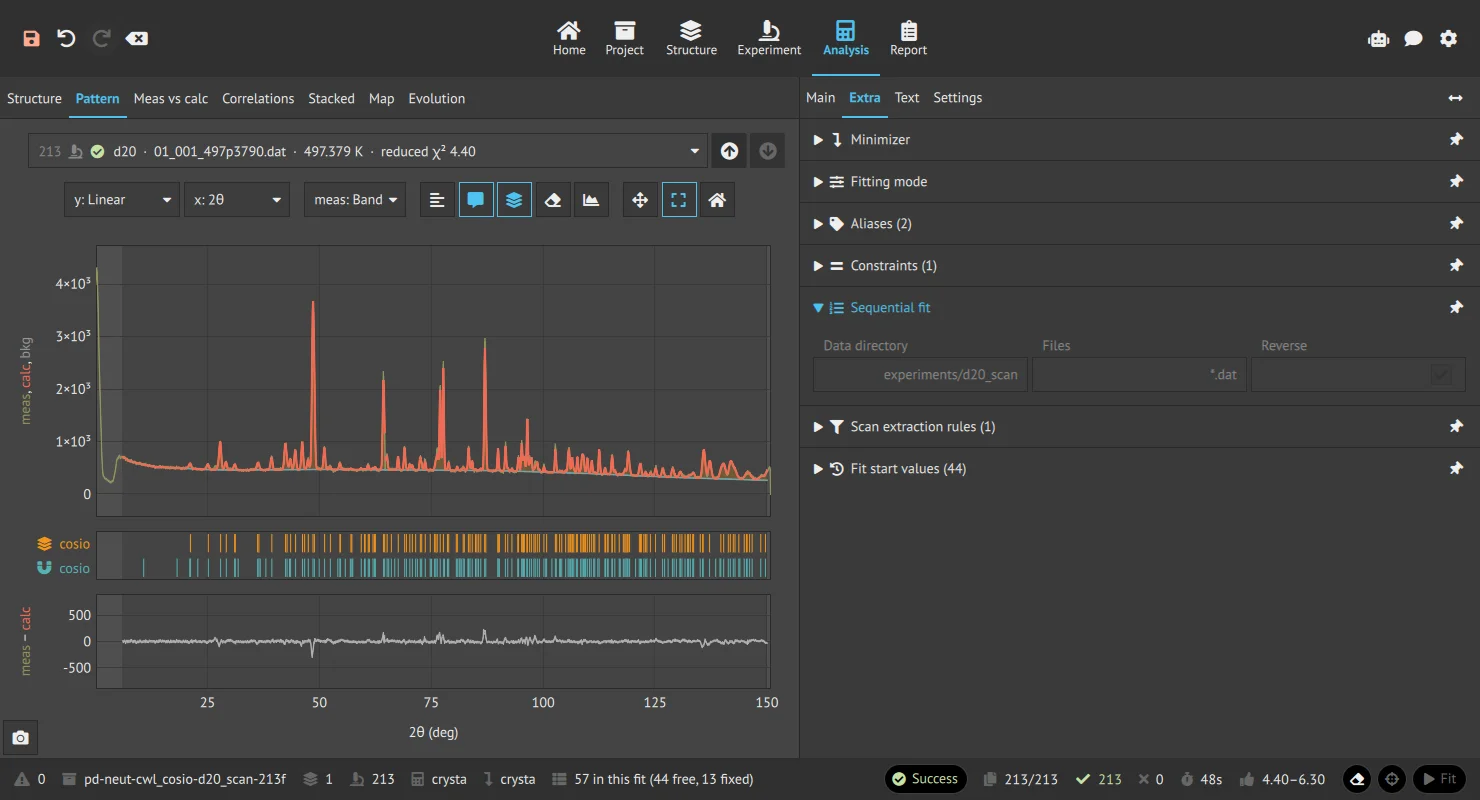 Home
Project
Structure
Experiment
Analysis
Report
Structure Pattern Meas vs calc Correlations Stacked Map Evolution
Main Extra Text Settings
213 d20 · 01_001_497p3790.dat · 497.379 K · reduced χ² 4.40
y: Linear
x: 2θ
meas: Band
Minimizer
Fitting mode
Aliases (2)
Constraints (1)
Sequential fit
Data directory
Files
Reverse
experiments/d20_scan
*.dat
Scan extraction rules (1)
Fit start values (44)
meas, calc, bkg
4×10³
3×10³
2×10³
1×10³
0
cosio
cosio
meas − calc
500
0
-500
25 50 75 100 125 150
2θ (deg)
0 pd-neut-cwl_cosio-d20_scan-213f 1 213 crysta crysta 57 in this fit (44 free, 13 fixed) Success 213/213 213 0 48s 4.40–6.30 Fit